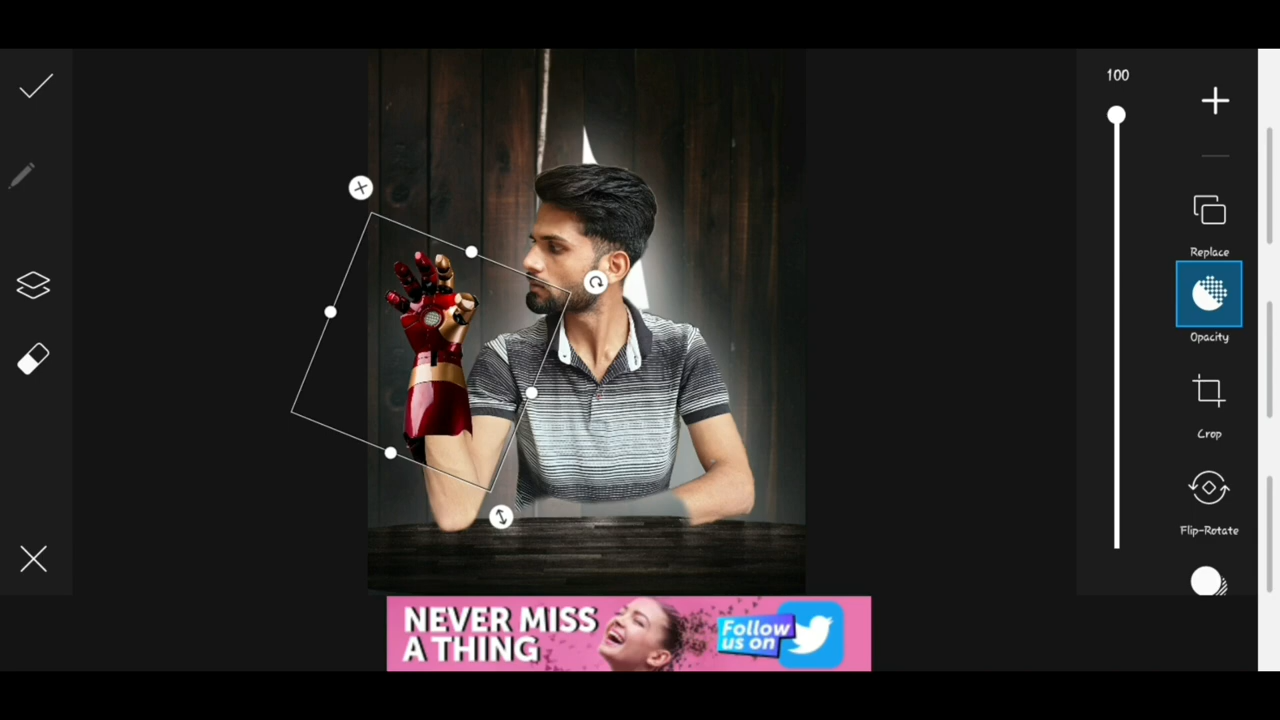 100
Replace
Opacity
Crop
Flip-Rotate
NEVER MISS
A THING
Follow
us on